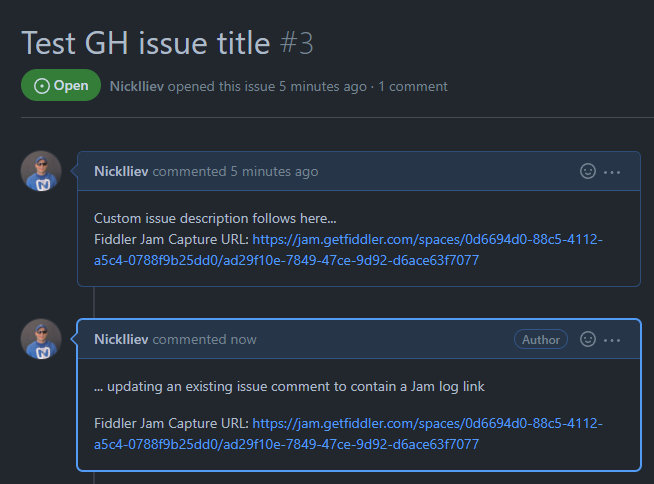 Test GH issue title #3
Open NickIliev opened this issue 5 minutes ago · 1 comment
NickIliev commented 5 minutes ago
Custom issue description follows here...
Fiddler Jam Capture URL: https://jam.getfiddler.com/spaces/0d6694d0-88c5-4112-
a5c4-0788f9b25dd0/ad29f10e-7849-47ce-9d92-d6ace63f7077
NickIliev commented now Author
... updating an existing issue comment to contain a Jam log link
Fiddler Jam Capture URL: https://jam.getfiddler.com/spaces/0d6694d0-88c5-4112-
a5c4-0788f9b25dd0/ad29f10e-7849-47ce-9d92-d6ace63f7077